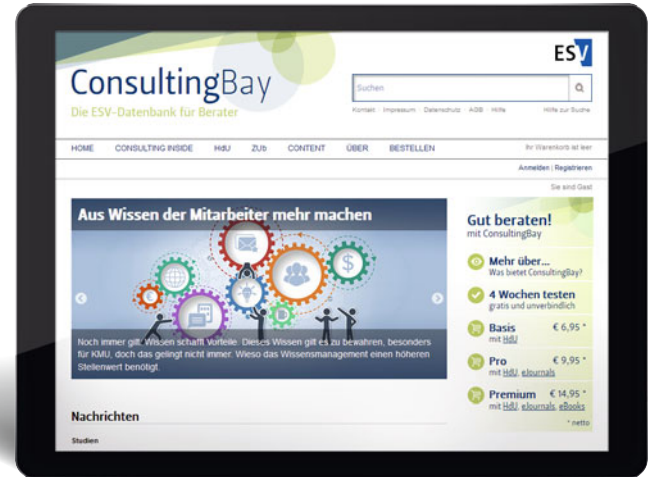 ESV
ConsultingBay
Die ESV-Datenbank für Berater
Suchen
Kontakt Impressum Datenschutz AGB Hilfe
Hilfe zur Suche
HOME CONSULTING INSIDE HdU ZUb CONTENT ÜBER BESTELLEN
Ihr Warenkorb ist leer
Anmelden | Registrieren
Sie sind Gast
Aus Wissen der Mitarbeiter mehr machen
Noch immer gilt: Wissen schafft Vorteile. Dieses Wissen gilt es zu bewahren, besonders
für KMU, doch das gelingt nicht immer. Wieso das Wissensmanagement einen höheren
Stellenwert benötigt.
Nachrichten
Studien
Gut beraten!
mit ConsultingBay
Mehr über...
Was bietet ConsultingBay?
4 Wochen testen
gratis und unverbindlich
Basis € 6,95 *
mit HdU
Pro € 9,95 *
mit HdU, eJournals
Premium € 14,95 *
mit HdU, eJournals, eBooks
* netto